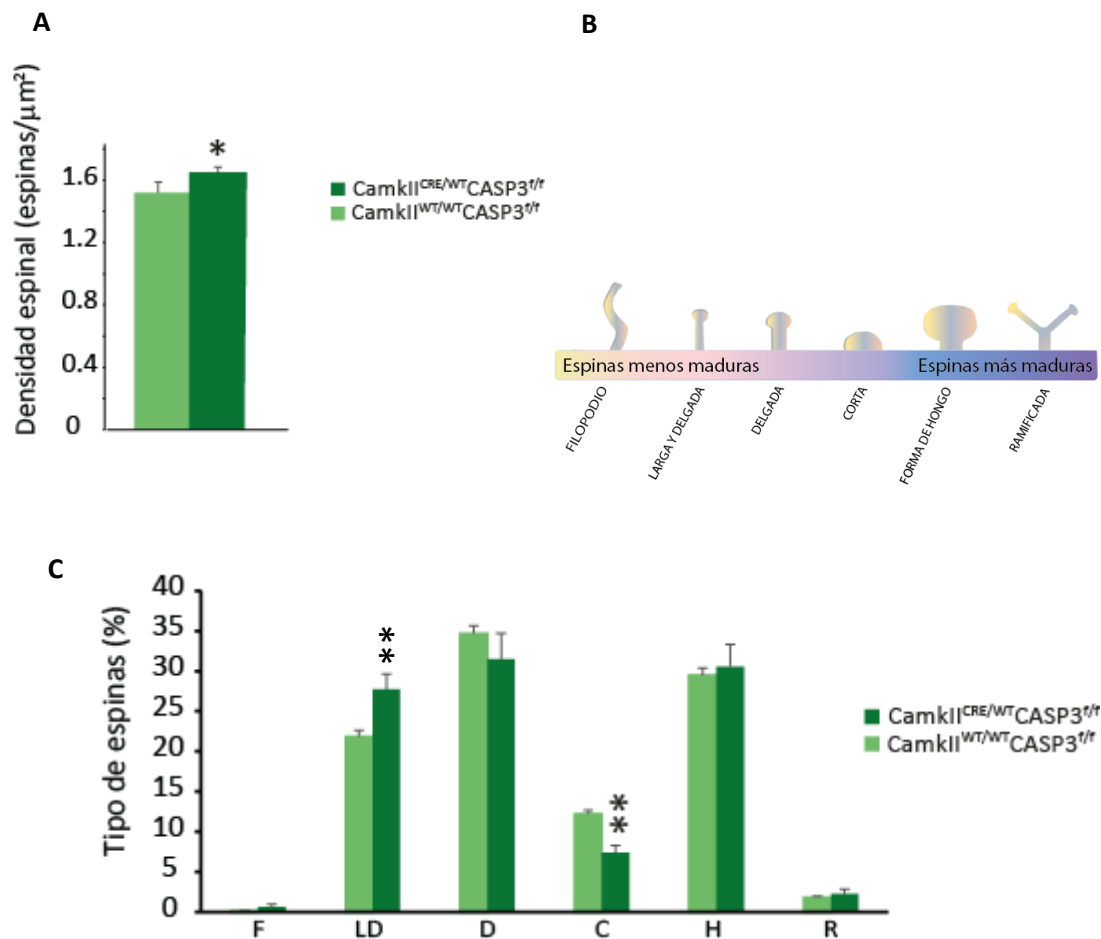 A
Densidad espinal (espinas/µm²)
1.6
1.2
0.8
0.4
0
*
CamkII^CRE/WT CASP3^f/f
CamkII^WT/WT CASP3^f/f
B
Espinas menos maduras
Espinas más maduras
FILOPODIO
LARGA Y DELGADA
DELGADA
CORTA
FORMA DE HONGO
RAMIFICADA
C
Tipo de espinas (%)
40
35
30
25
20
15
10
5
0
**
**
F
LD
D
C
H
R
CamkII^CRE/WT CASP3^f/f
CamkII^WT/WT CASP3^f/f